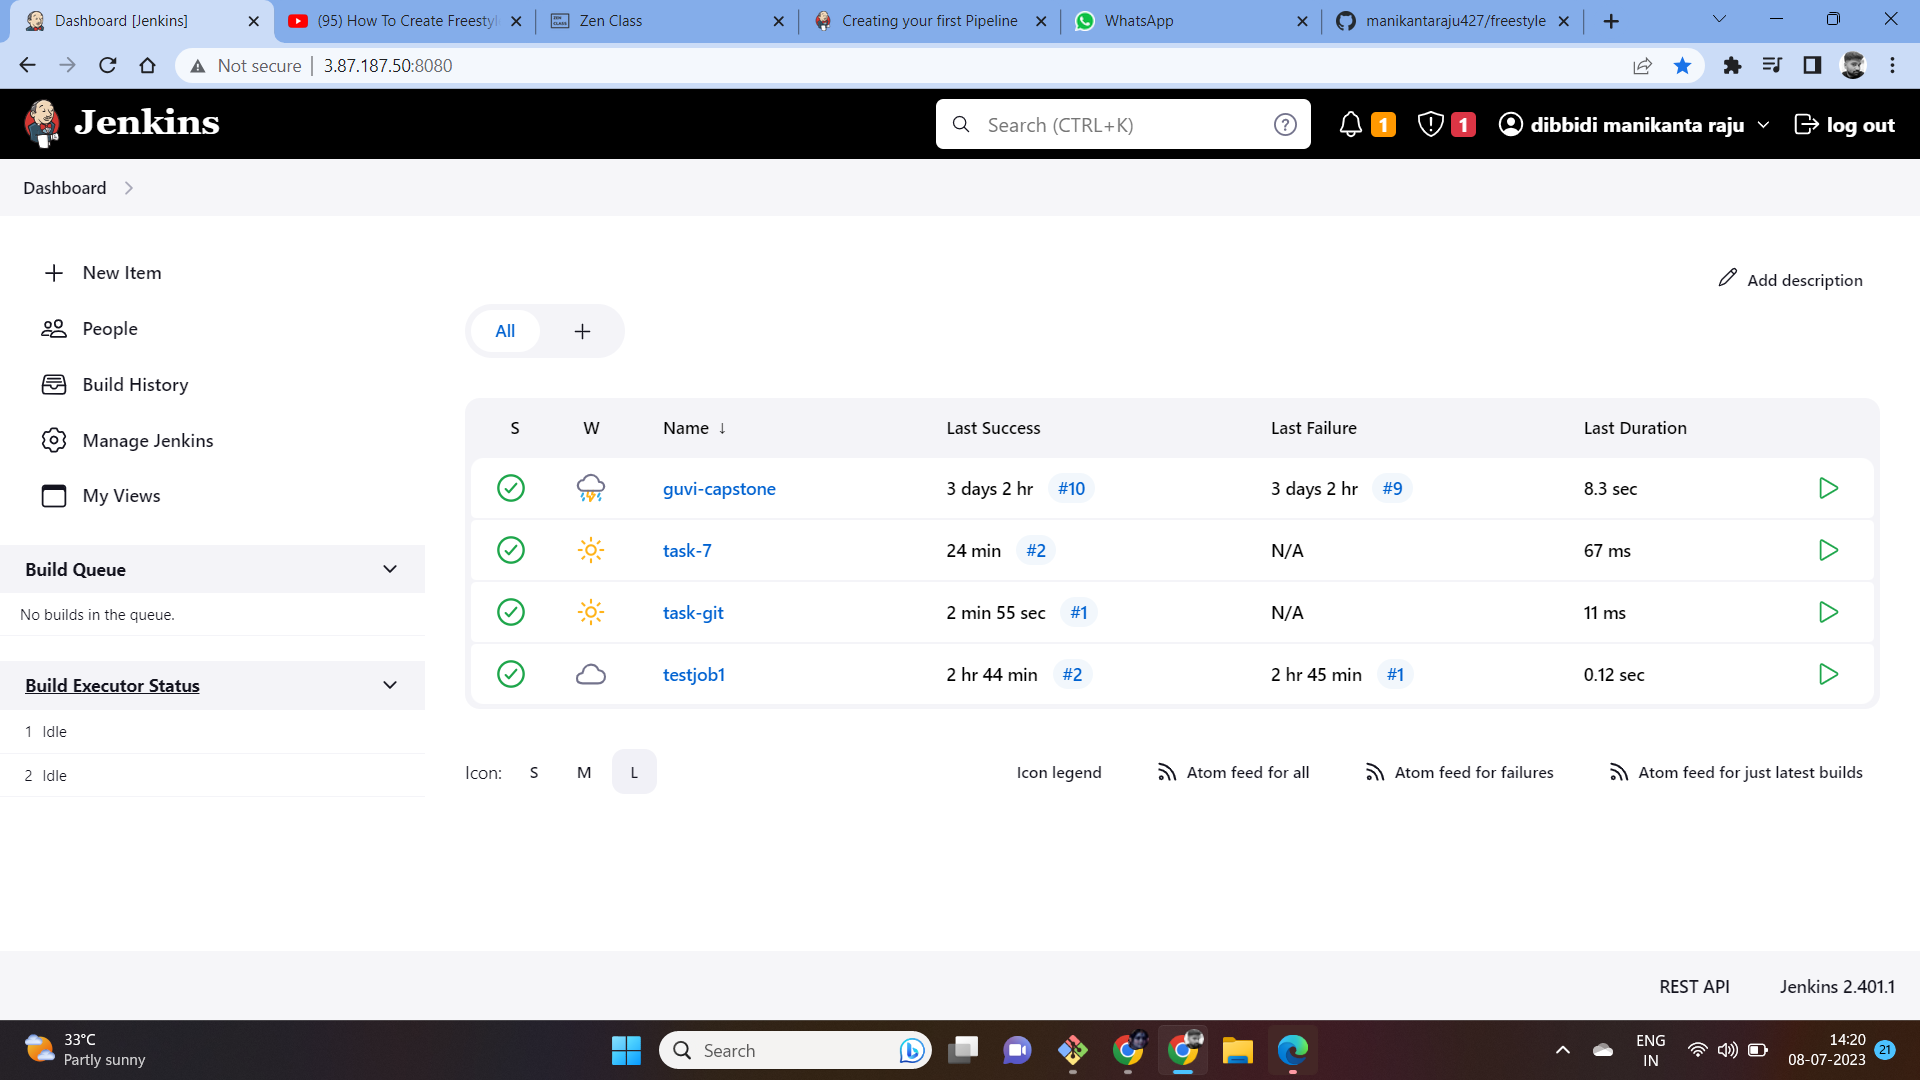 Dashboard [Jenkins]
(95) How To Create Freestyl
Zen Class
Creating your first Pipeline
WhatsApp
manikantaraju427/freestyle
Not secure
3.87.187.50:8080
Jenkins
Search (CTRL+K)
?
1
1
dibbidi manikanta raju
log out
Dashboard
New Item
People
Build History
Manage Jenkins
My Views
Build Queue
No builds in the queue.
Build Executor Status
1 Idle
2 Idle
Add description
All
+
S W Name ↓ Last Success Last Failure Last Duration
guvi-capstone 3 days 2 hr #10 3 days 2 hr #9 8.3 sec
task-7 24 min #2 N/A 67 ms
task-git 2 min 55 sec #1 N/A 11 ms
testjob1 2 hr 44 min #2 2 hr 45 min #1 0.12 sec
Icon: S M L
Icon legend
Atom feed for all
Atom feed for failures
Atom feed for just latest builds
REST API
Jenkins 2.401.1
33°C
Partly sunny
Search
ENG
IN
14:20
08-07-2023
21